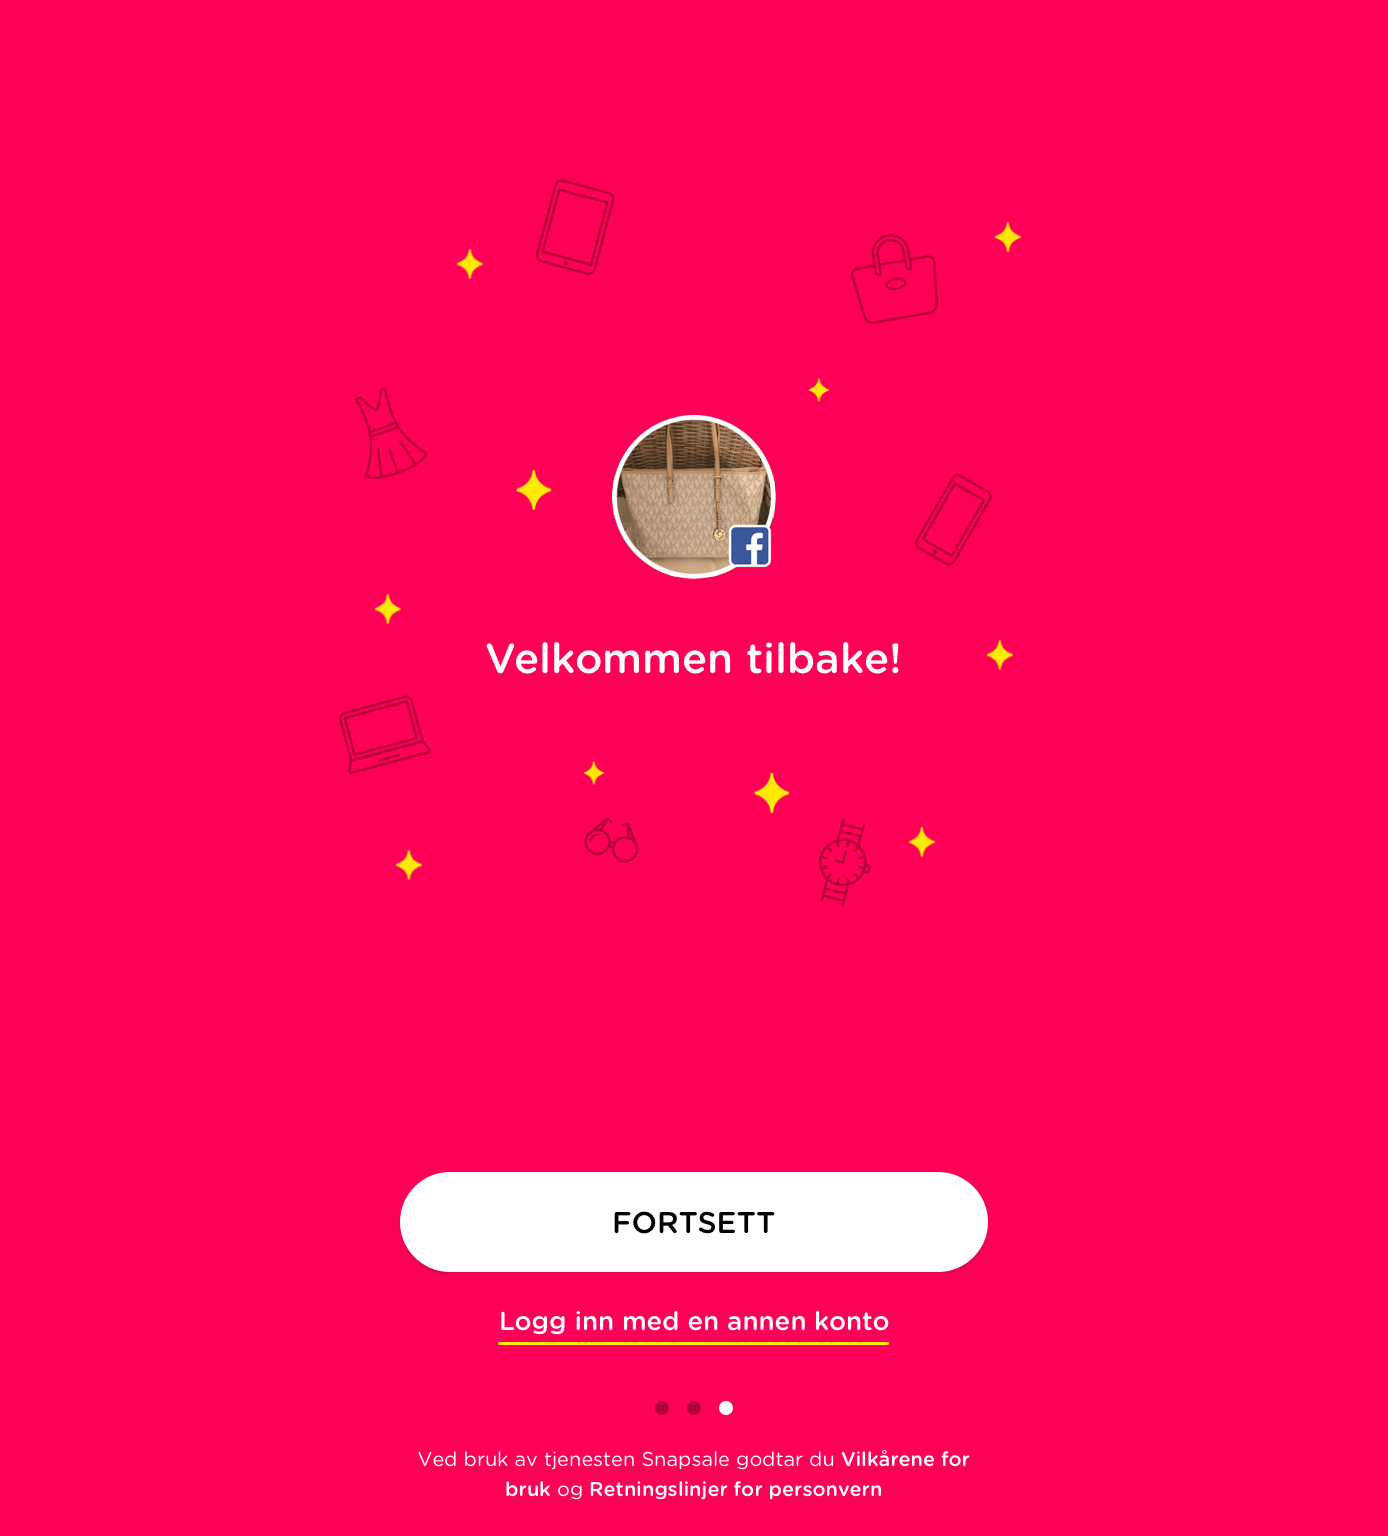 Velkommen tilbake!
FORTSETT
Logg inn med en annen konto
Ved bruk av tjenesten Snapsale godtar du Vilkårene for
bruk og Retningslinjer for personvern